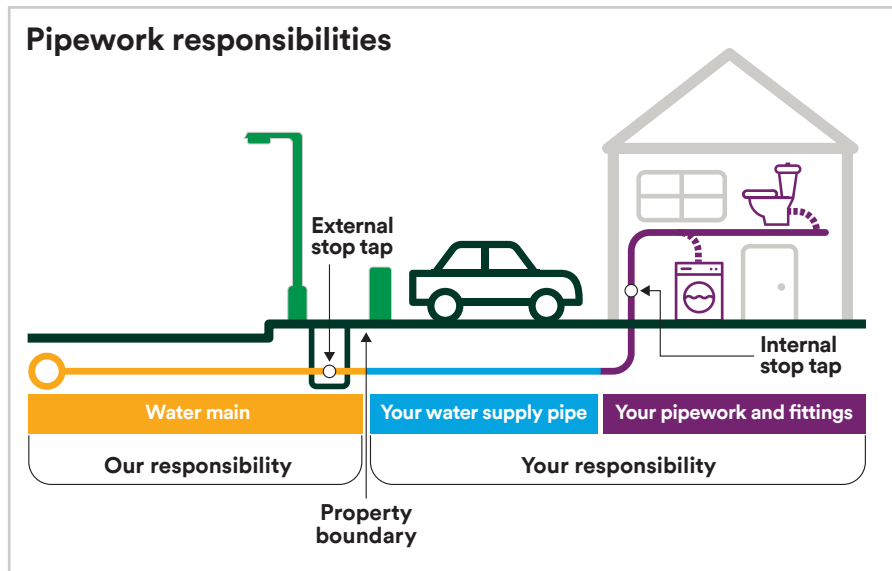 Pipework responsibilities
External
stop tap
Internal
stop tap
Water main
Your water supply pipe
Your pipework and fittings
Our responsibility
Your responsibility
Property
boundary